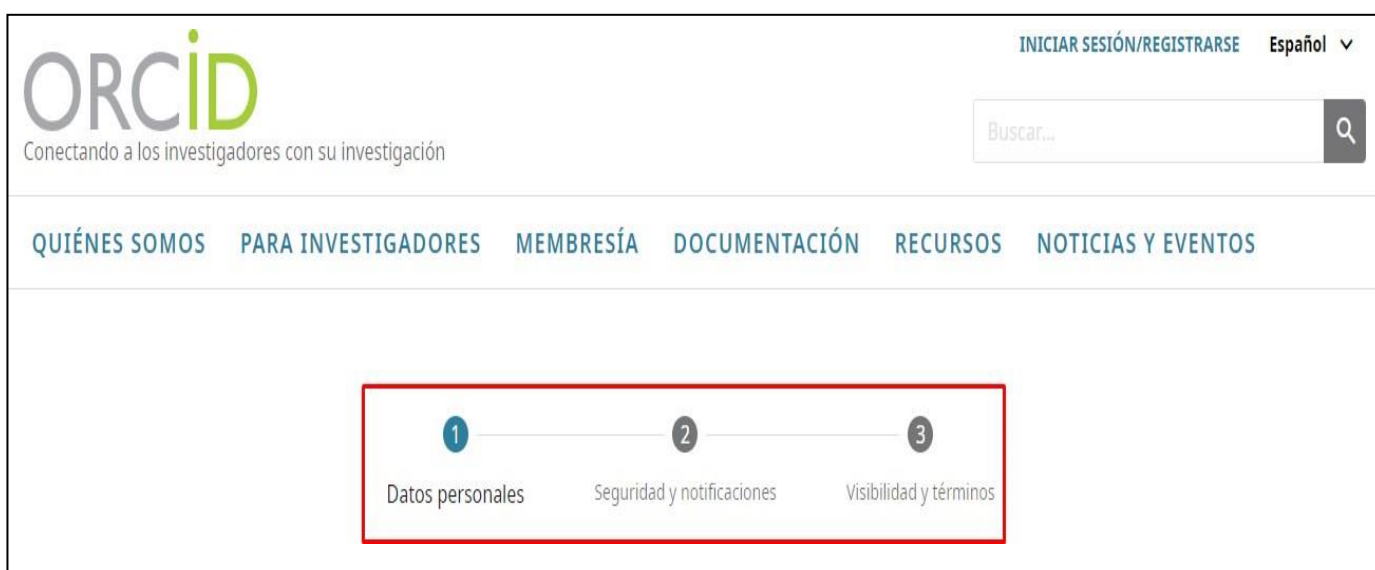 INICIAR SESIÓN/REGISTRARSE Español
ORCiD
Buscar...
Conectando a los investigadores con su investigación
QUIÉNES SOMOS PARA INVESTIGADORES MEMBRESÍA DOCUMENTACIÓN RECURSOS NOTICIAS Y EVENTOS
1 2 3
Datos personales Seguridad y notificaciones Visibilidad y términos